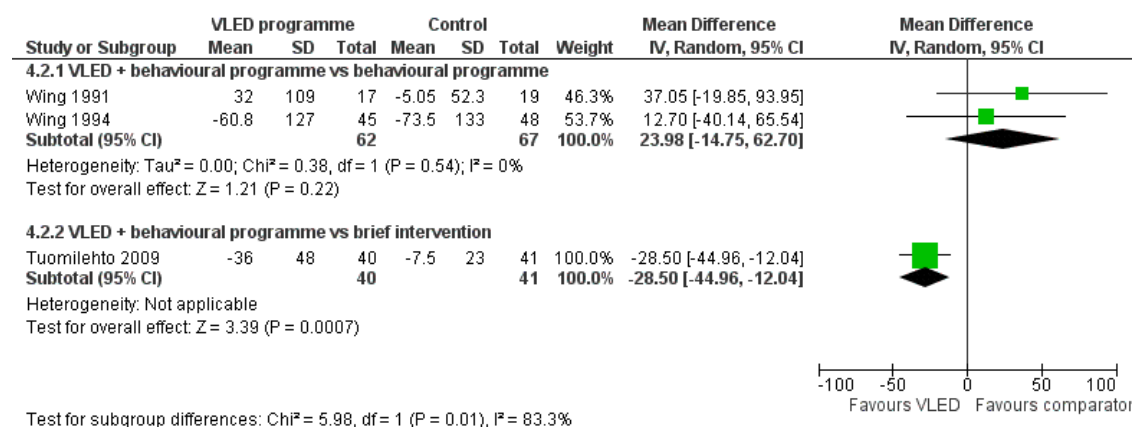 VLED programme Control Mean Difference Mean Difference
Study or Subgroup Mean SD Total Mean SD Total Weight IV, Random, 95% CI IV, Random, 95% CI
4.2.1 VLED + behavioural programme vs behavioural programme
Wing 1991 32 109 17 -5.05 52.3 19 46.3% 37.05 [-19.85, 93.95]
Wing 1994 -60.8 127 45 -73.5 133 48 53.7% 12.70 [-40.14, 65.54]
Subtotal (95% CI) 62 67 100.0% 23.98 [-14.75, 62.70]
Heterogeneity: Tau² = 0.00; Chi² = 0.38, df = 1 (P = 0.54); I² = 0%
Test for overall effect: Z = 1.21 (P = 0.22)
4.2.2 VLED + behavioural programme vs brief intervention
Tuomilehto 2009 -36 48 40 -7.5 23 41 100.0% -28.50 [-44.96, -12.04]
Subtotal (95% CI) 40 41 100.0% -28.50 [-44.96, -12.04]
Heterogeneity: Not applicable
Test for overall effect: Z = 3.39 (P = 0.0007)
-100 -50 0 50 100
Favours VLED Favours comparator
Test for subgroup differences: Chi² = 5.98, df = 1 (P = 0.01), I² = 83.3%